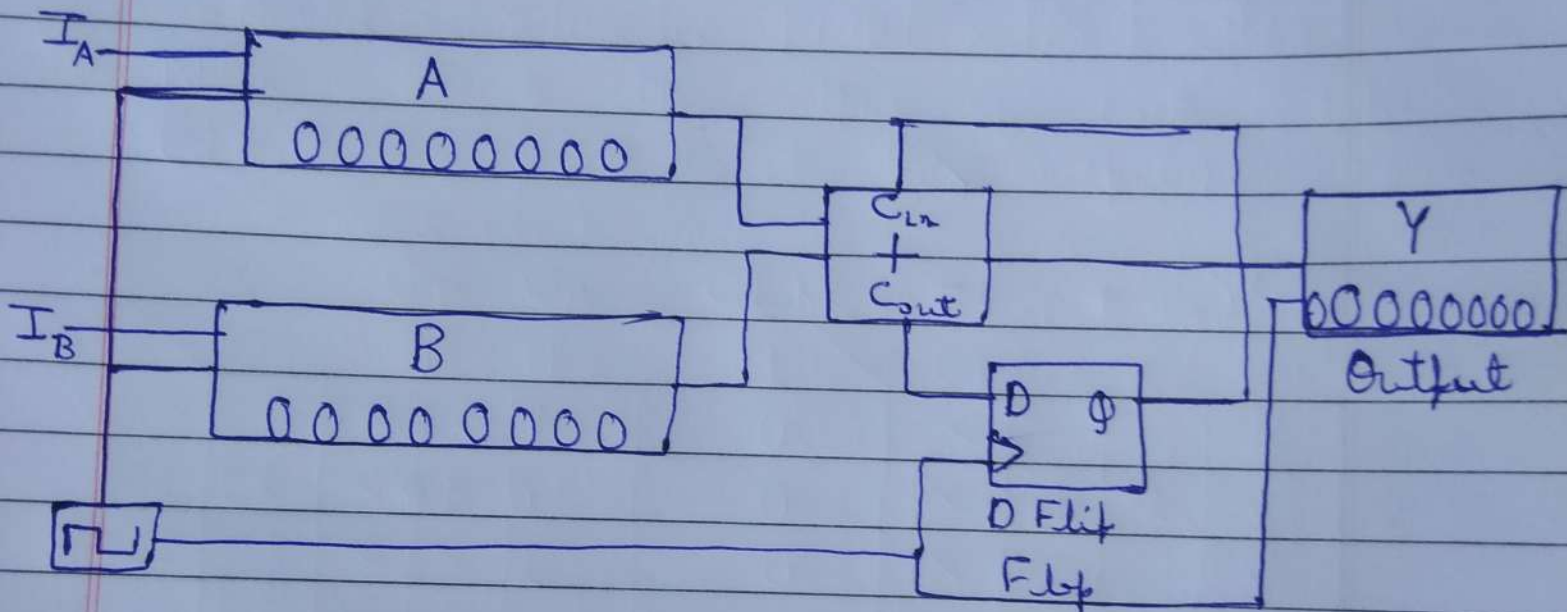 I_A
A
00000000
I_B
B
00000000
C_in
+
C_out
D Q
D Flip
Flop
Y
00000000
Output